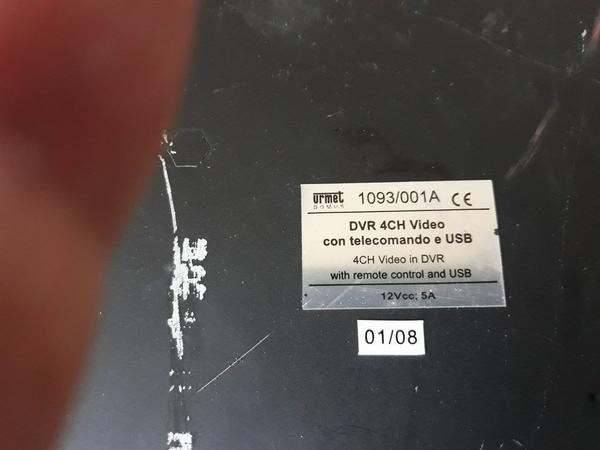 urmet
DOMUS
1093/001A CE
DVR 4CH Video
con telecomando e USB
4CH Video in DVR
with remote control and USB
12Vcc; 5A
01/08